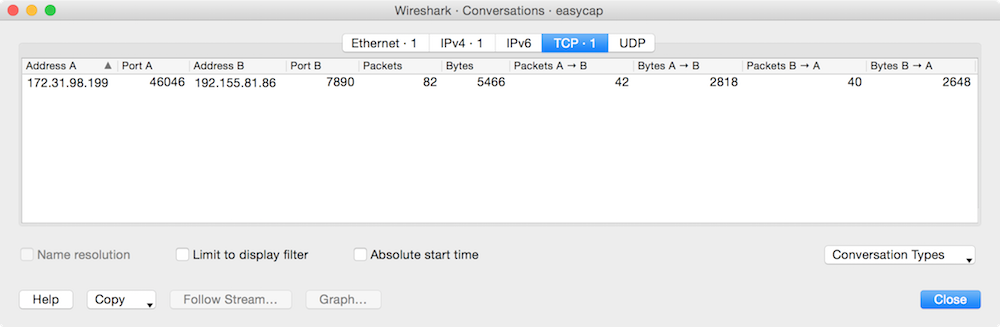 Wireshark · Conversations · easycap
Ethernet · 1 IPv4 · 1 IPv6 TCP · 1 UDP
Address A Port A Address B Port B Packets Bytes Packets A → B Bytes A → B Packets B → A Bytes B → A
172.31.98.199 46046 192.155.81.86 7890 82 5466 42 2818 40 2648
Name resolution Limit to display filter Absolute start time Conversation Types
Help Copy Follow Stream... Graph... Close